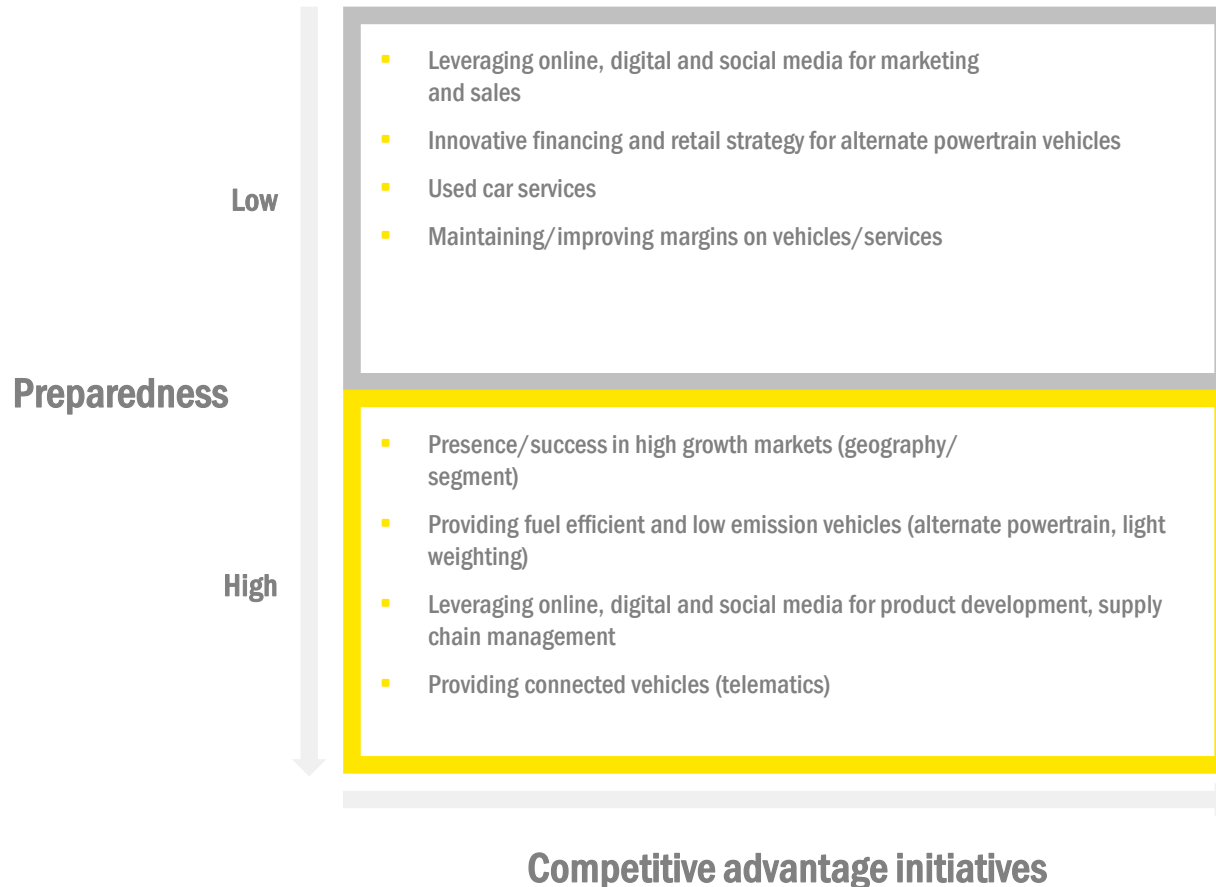 Leveraging online, digital and social media for marketing
and sales
Innovative financing and retail strategy for alternate powertrain vehicles
Used car services
Maintaining/improving margins on vehicles/services
Low
Preparedness
Presence/success in high growth markets (geography/
segment)
Providing fuel efficient and low emission vehicles (alternate powertrain, light
weighting)
Leveraging online, digital and social media for product development, supply
chain management
Providing connected vehicles (telematics)
High
Competitive advantage initiatives